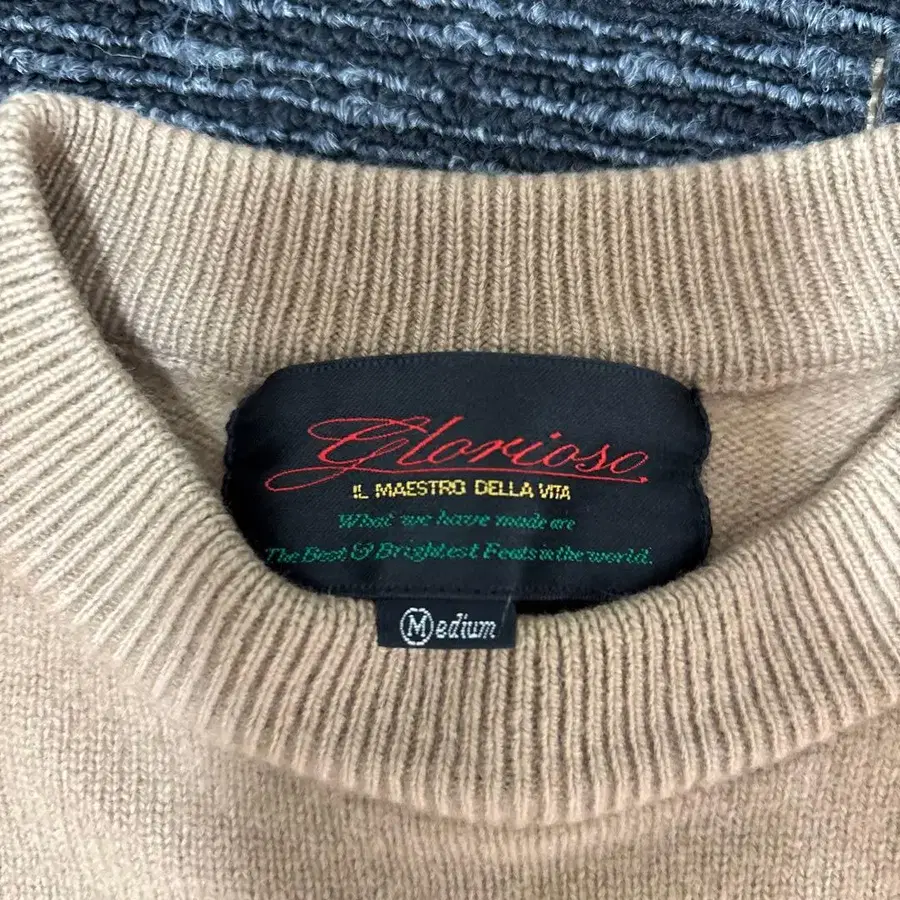 Glorioso
IL MAESTRO DELLA VITA
What we have made are
The Best & Brightest Feats in the world.
Medium